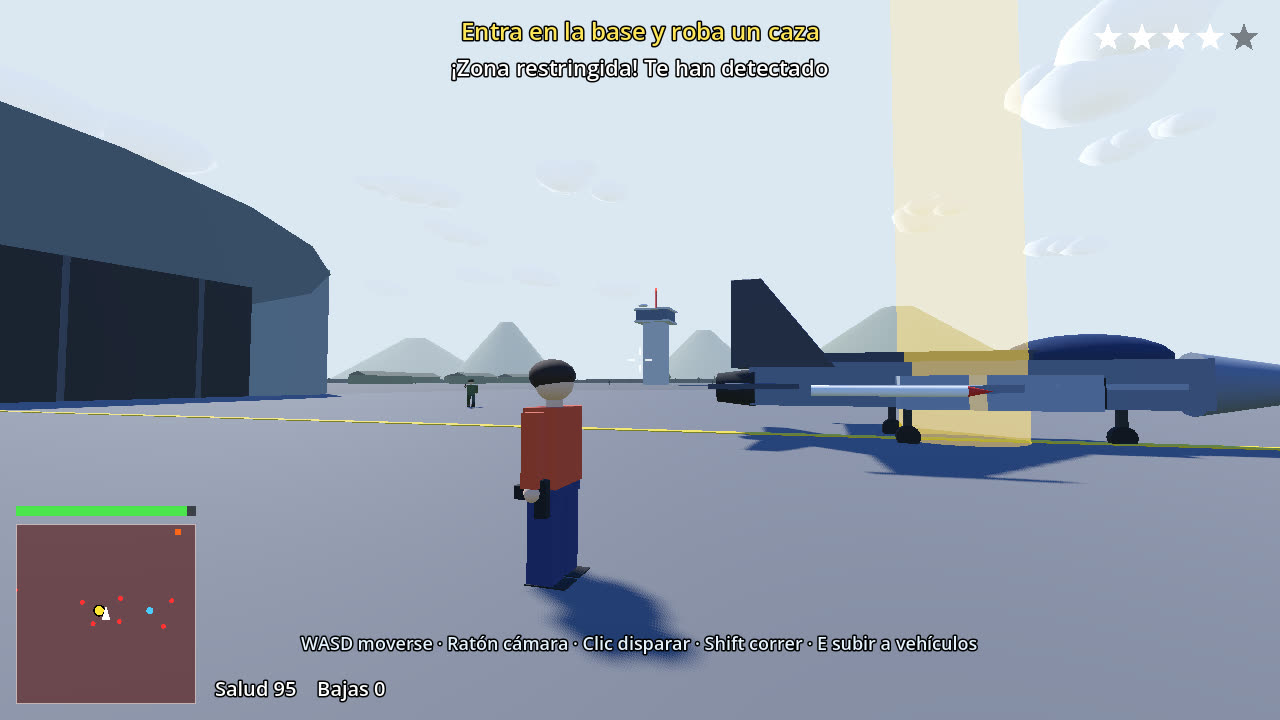 Entra en la base y roba un caza
¡Zona restringida! Te han detectado
WASD moverse · Ratón cámara · Clic disparar · Shift correr · E subir a vehículos
Salud 95 Bajas 0